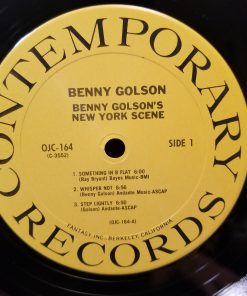 CONTEMPORARY
RECORDS
BENNY GOLSON
BENNY GOLSON'S
NEW YORK SCENE
OJC-164
(C-3552)
SIDE 1
1. SOMETHING IN B FLAT 6:00
(Ray Bryant) Bayes Music-BMI
2. WHISPER NOT 6:56
(Benny Golson) Andante Music-ASCAP
3. STEP LIGHTLY 6:50
(Golson) Andante-ASCAP
(OJC-164-A)
FANTASY INC., BERKELEY, CALIFORNIA